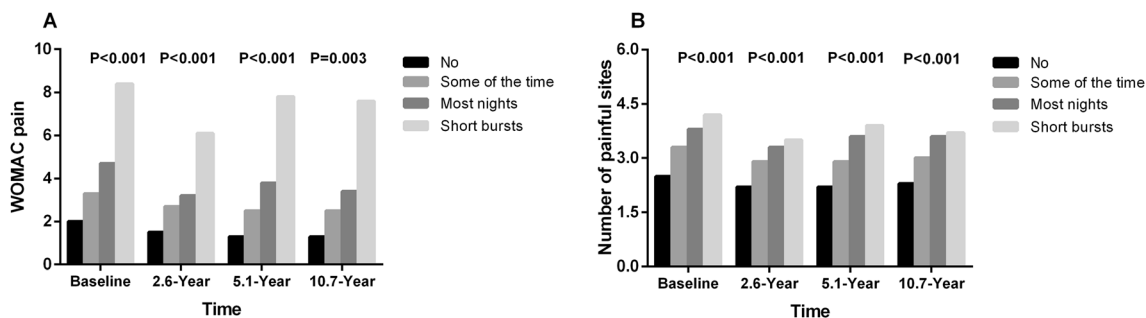 A
P<0.001 P<0.001 P<0.001 P=0.003
No
Some of the time
Most nights
Short bursts
WOMAC pain
10
8
6
4
2
0
Baseline 2.6-Year 5.1-Year 10.7-Year
Time
B
P<0.001 P<0.001 P<0.001 P<0.001
No
Some of the time
Most nights
Short bursts
Number of painful sites
6.0
4.5
3.0
1.5
0.0
Baseline 2.6-Year 5.1-Year 10.7-Year
Time